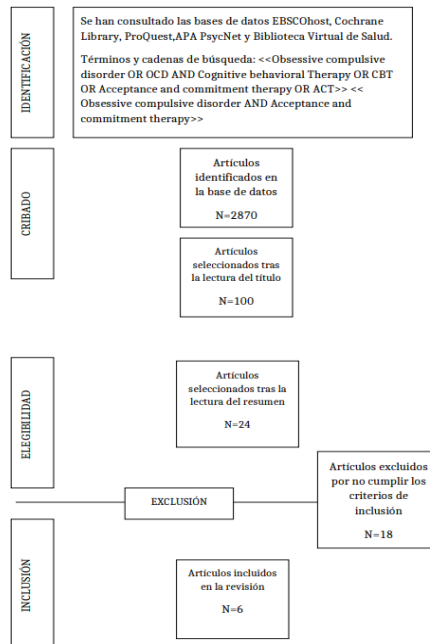 IDENTIFICACIÓN
Se han consultado las bases de datos EBSCOhost, Cochrane
Library, ProQuest,APA PsycNet y Biblioteca Virtual de Salud.
Términos y cadenas de búsqueda: <<Obsessive compulsive
disorder OR OCD AND Cognitive behavioral Therapy OR CBT
OR Acceptance and commitment therapy OR ACT>> <<
Obsessive compulsive disorder AND Acceptance and
commitment therapy>>
CRIBADO
Artículos
identificados en
la base de datos
N=2870
Artículos
seleccionados tras
la lectura del título
N=100
ELEGIBILIDAD
Artículos
seleccionados tras la
lectura del resumen
N=24
EXCLUSIÓN
Artículos excluidos
por no cumplir los
criterios de
inclusión
N=18
INCLUSIÓN
Artículos incluidos
en la revisión
N=6